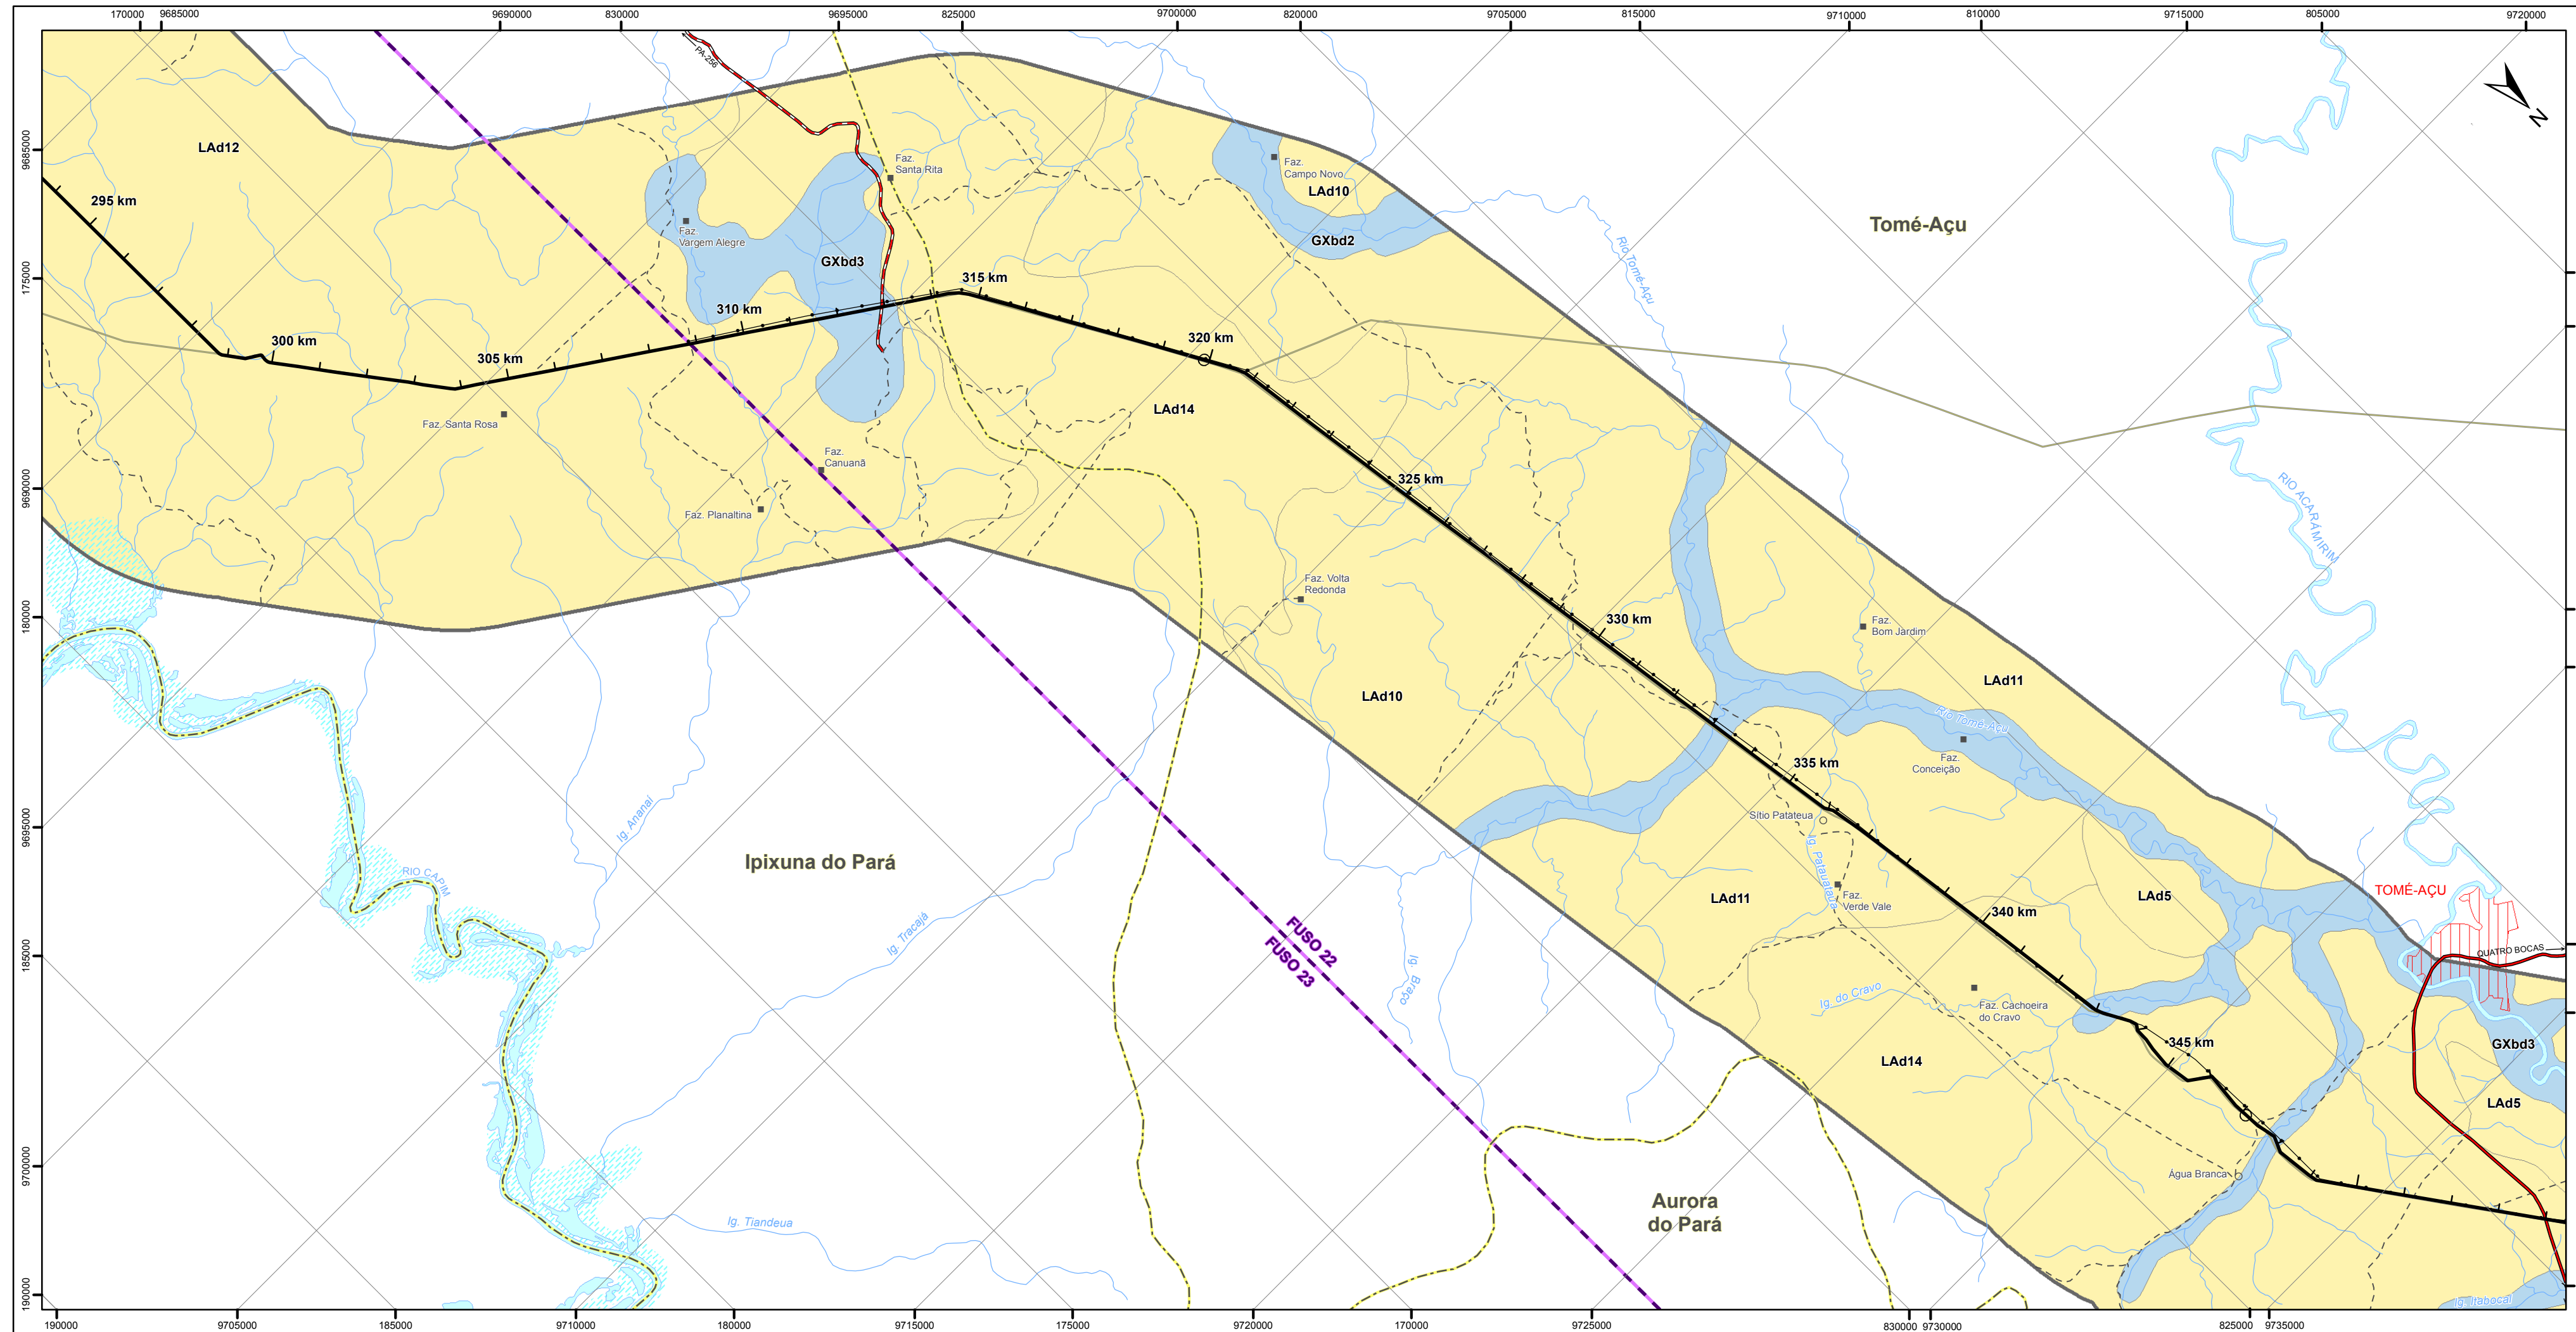 170000 9685000 9690000 830000 9695000 825000 9700000 820000 9705000 815000 9710000 810000 9715000 805000 9720000
PA-256
N
9685000
175000
9690000
180000
9695000
185000
9700000
190000
LAd12
295 km
300 km
305 km
310 km
315 km
320 km
325 km
330 km
335 km
340 km
345 km
Faz.
Santa Rita
Faz.
Vargem Alegre
GXbd3
Faz.
Campo Novo
LAd10
GXbd2
Tomé-Açu
Rio Tomé-Açu
RIO ACARÁ MIRIM
Faz. Santa Rosa
Faz.
Canuanã
Faz. Planaltina
LAd14
Faz. Volta
Redonda
LAd10
Faz.
Bom Jardim
LAd11
Rio Tomé-Açu
Faz.
Conceição
Sítio Patateua
Ig. Patauateua
Faz.
Verde Vale
LAd11
LAd5
TOMÉ-AÇU
QUATRO BOCAS
Ig. do Cravo
Faz. Cachoeira
do Cravo
LAd14
GXbd3
LAd5
Água Branca
Ig. Itabocal
Ig. Ananaí
RIO CAPIM
Ipixuna do Pará
Ig. Tracajá
FUSO 22
FUSO 23
Ig. Braço
Ig. Tiandeua
Aurora
do Pará
190000 9705000 185000 9710000 180000 9715000 175000 9720000 170000 9725000 830000 9730000 825000 9735000